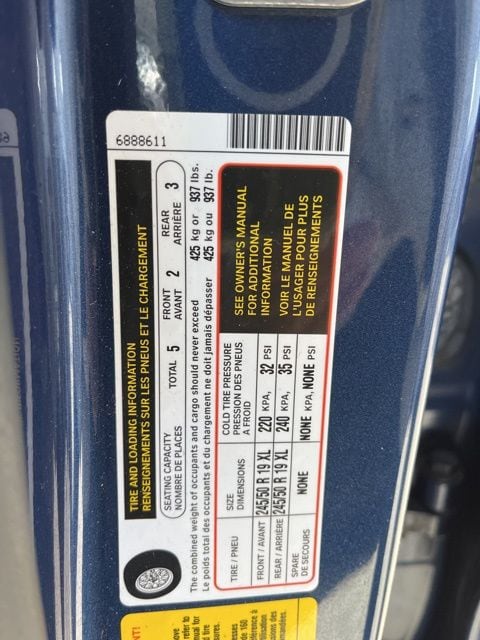 6888611
TIRE AND LOADING INFORMATION
RENSEIGNEMENTS SUR LES PNEUS ET LE CHARGEMENT
SEATING CAPACITY
NOMBRE DE PLACES
TOTAL 5
FRONT
AVANT 2
REAR
ARRIÈRE 3
The combined weight of occupants and cargo should never exceed 425 kg or 937 lbs.
Le poids total des occupants et du chargement ne doit jamais dépasser 425 kg ou 937 lb.
TIRE / PNEU
SIZE
DIMENSIONS
COLD TIRE PRESSURE
PRESSION DES PNEUS
A FROID
FRONT / AVANT 245/50 R 19 XL 220 KPA, 32 PSI
REAR / ARRIÈRE 245/50 R 19 XL 240 KPA, 35 PSI
SPARE
DE SECOURS
NONE
NONE KPA, NONE PSI
SEE OWNER'S MANUAL
FOR ADDITIONAL
INFORMATION
VOIR LE MANUEL DE
L'USAGER POUR PLUS
DE RENSEIGNEMENTS